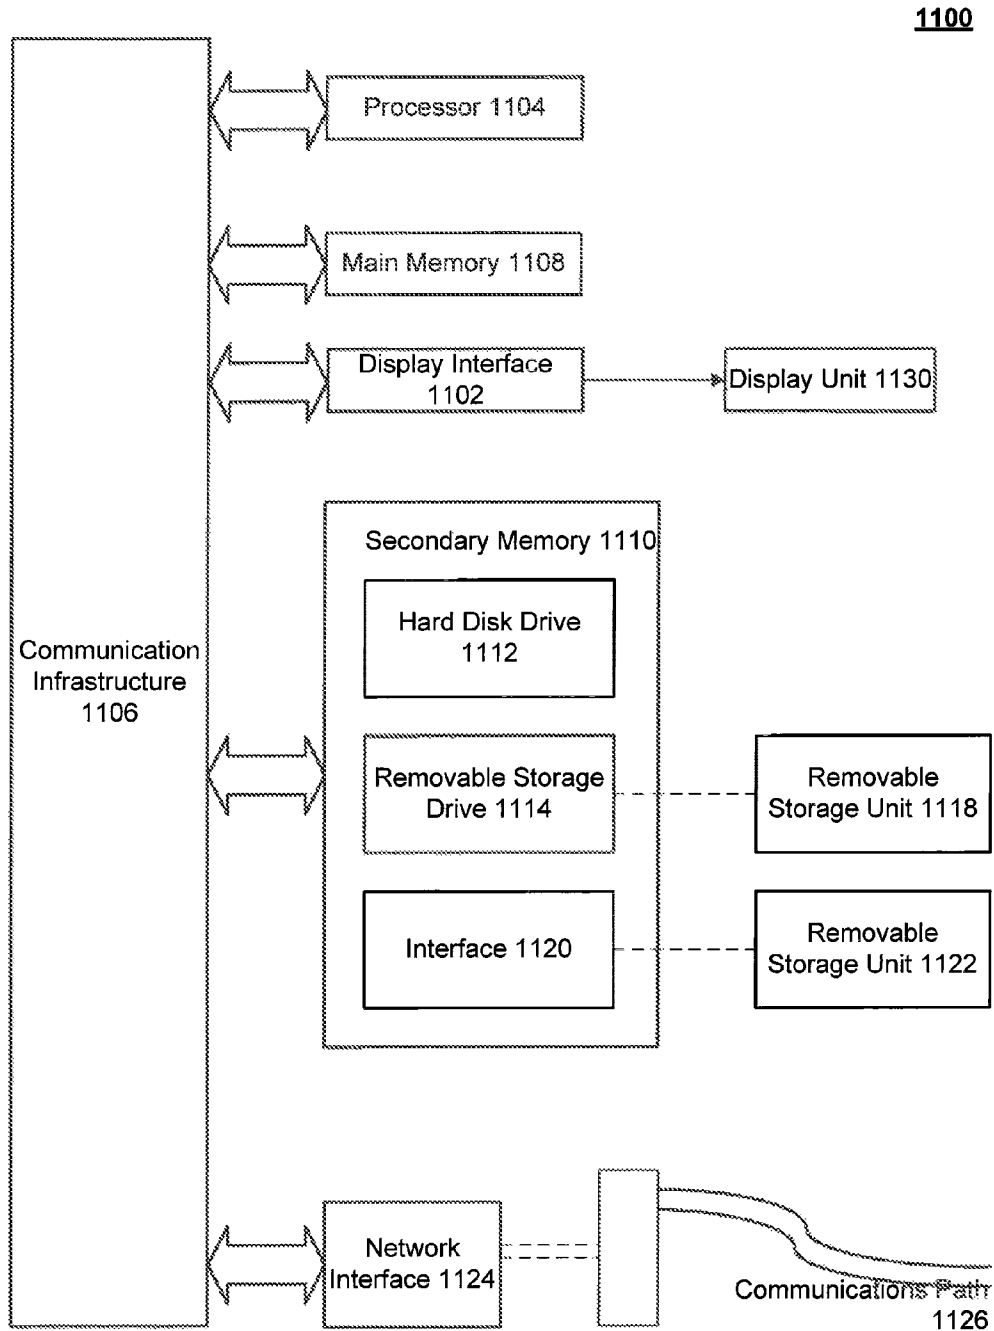 1100
Processor 1104
Main Memory 1108
Display Interface
1102
Display Unit 1130
Secondary Memory 1110
Hard Disk Drive
1112
Communication
Infrastructure
1106
Removable Storage
Drive 1114
Removable
Storage Unit 1118
Interface 1120
Removable
Storage Unit 1122
Network
Interface 1124
Communications Path
1126